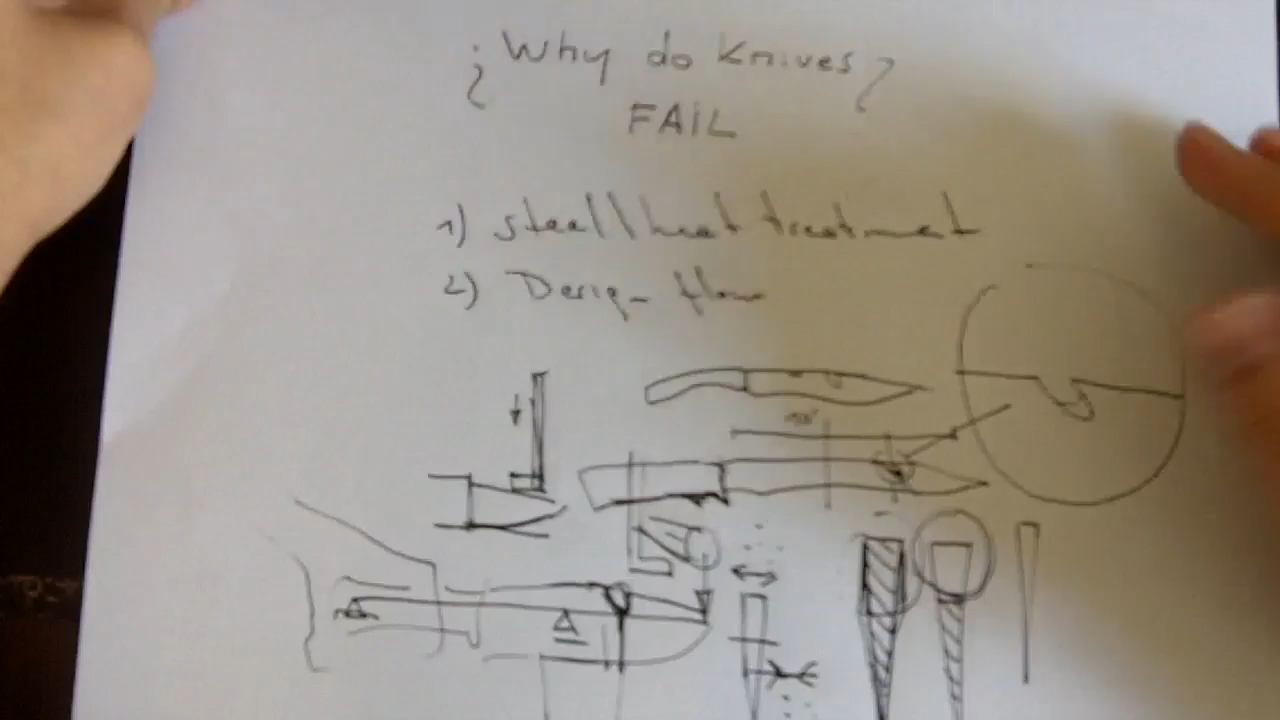 ¿Why do knives?
FAIL
1) steel\heat treatment
2) Design flaw